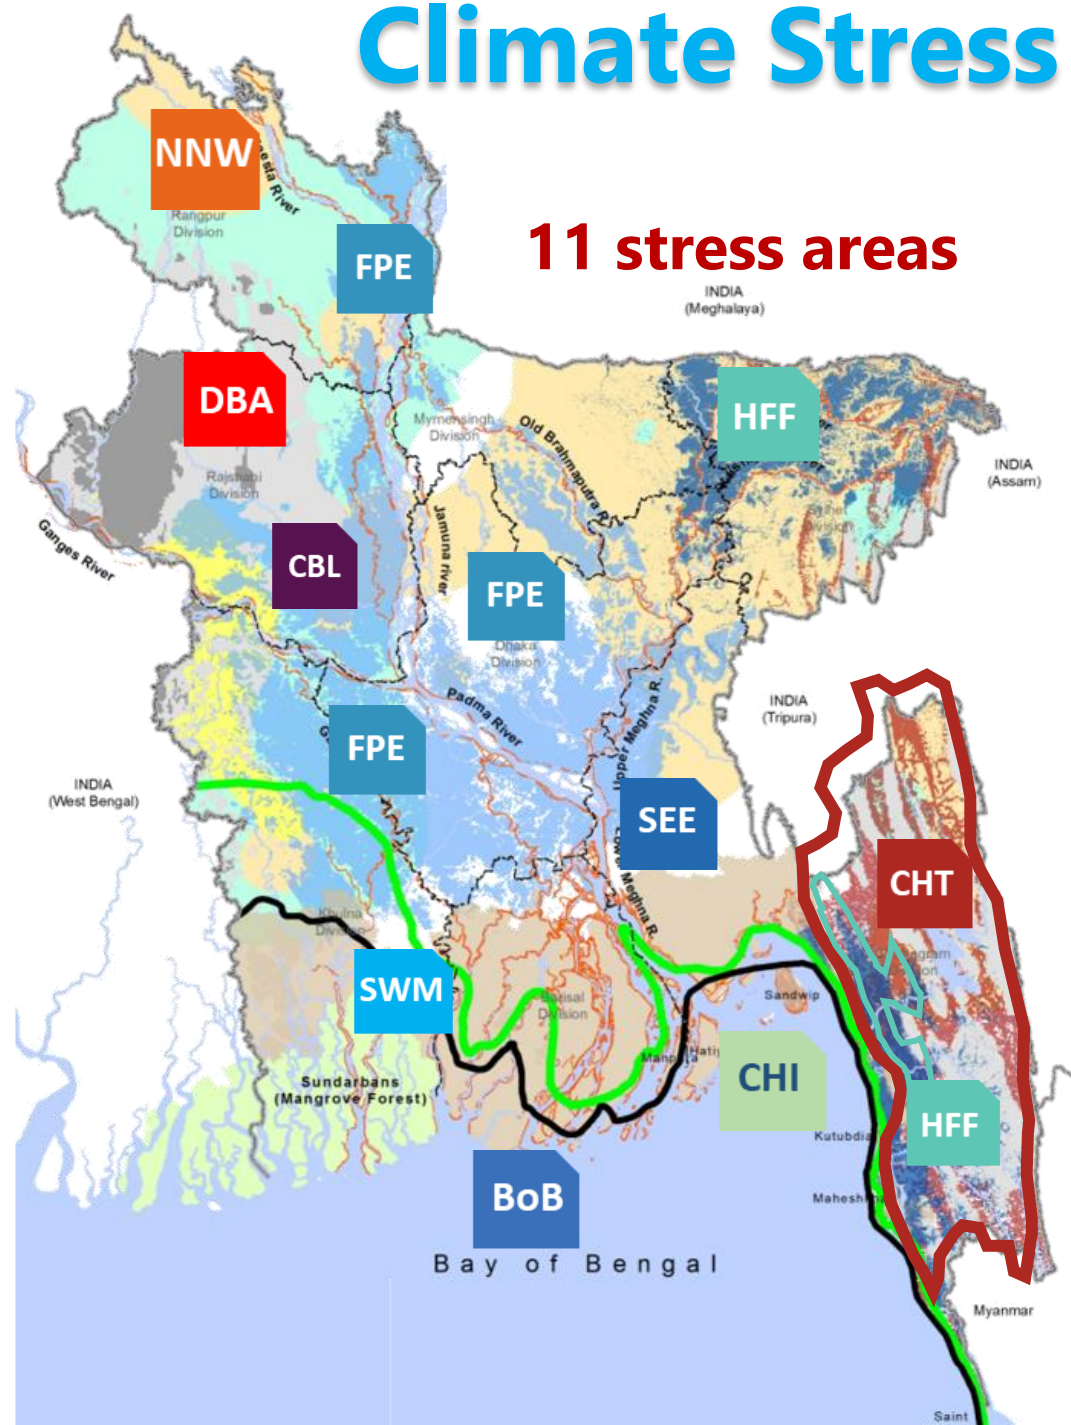 Climate Stress
NNW
Rangpur
Division
FPE
11 stress areas
INDIA
(Meghalaya)
DBA
HFF
Mymensingh
Division
Old Brahmaputra R.
INDIA
(Assam)
Rajshahi
Division
Ganges River
Jamuna river
CBL
FPE
Dhaka
Division
Padma River
Upper Meghna R.
INDIA
(Tripura)
FPE
INDIA
(West Bengal)
SEE
Lower Meghna R.
CHT
Khulna
Division
SWM
Barisal
Division
Sandwip
CHI
Sundarbans
(Mangrove Forest)
HFF
Kutubdia
BoB
Bay of Bengal
Myanmar
Saint